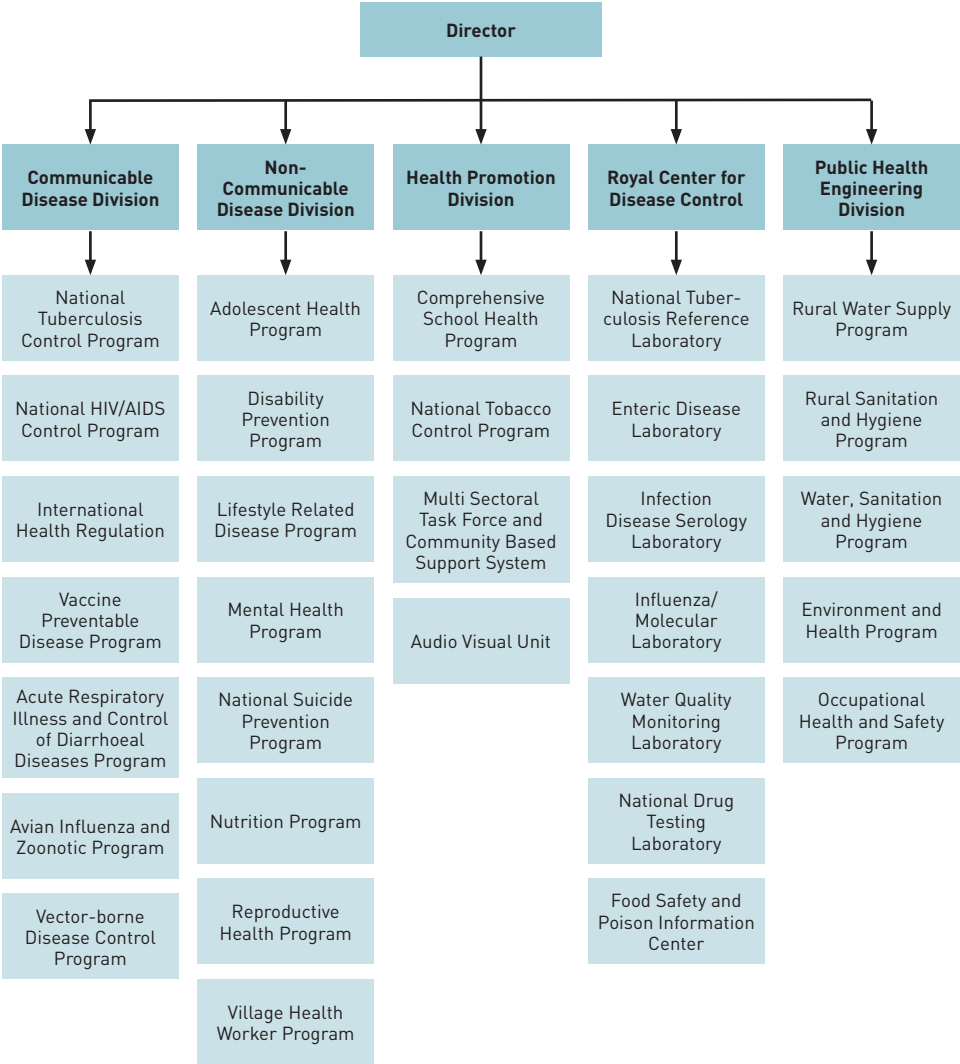 Director
Communicable
Disease Division
Non-
Communicable
Disease Division
Health Promotion
Division
Royal Center for
Disease Control
Public Health
Engineering
Division
National
Tuberculosis
Control Program
National HIV/AIDS
Control Program
International
Health Regulation
Vaccine
Preventable
Disease Program
Acute Respiratory
Illness and Control
of Diarrhoeal
Diseases Program
Avian Influenza and
Zoonotic Program
Vector-borne
Disease Control
Program
Adolescent Health
Program
Disability
Prevention
Program
Lifestyle Related
Disease Program
Mental Health
Program
National Suicide
Prevention
Program
Nutrition Program
Reproductive
Health Program
Village Health
Worker Program
Comprehensive
School Health
Program
National Tobacco
Control Program
Multi Sectoral
Task Force and
Community Based
Support System
Audio Visual Unit
National Tuber-
culosis Reference
Laboratory
Enteric Disease
Laboratory
Infection
Disease Serology
Laboratory
Influenza/
Molecular
Laboratory
Water Quality
Monitoring
Laboratory
National Drug
Testing
Laboratory
Food Safety and
Poison Information
Center
Rural Water Supply
Program
Rural Sanitation
and Hygiene
Program
Water, Sanitation
and Hygiene
Program
Environment and
Health Program
Occupational
Health and Safety
Program